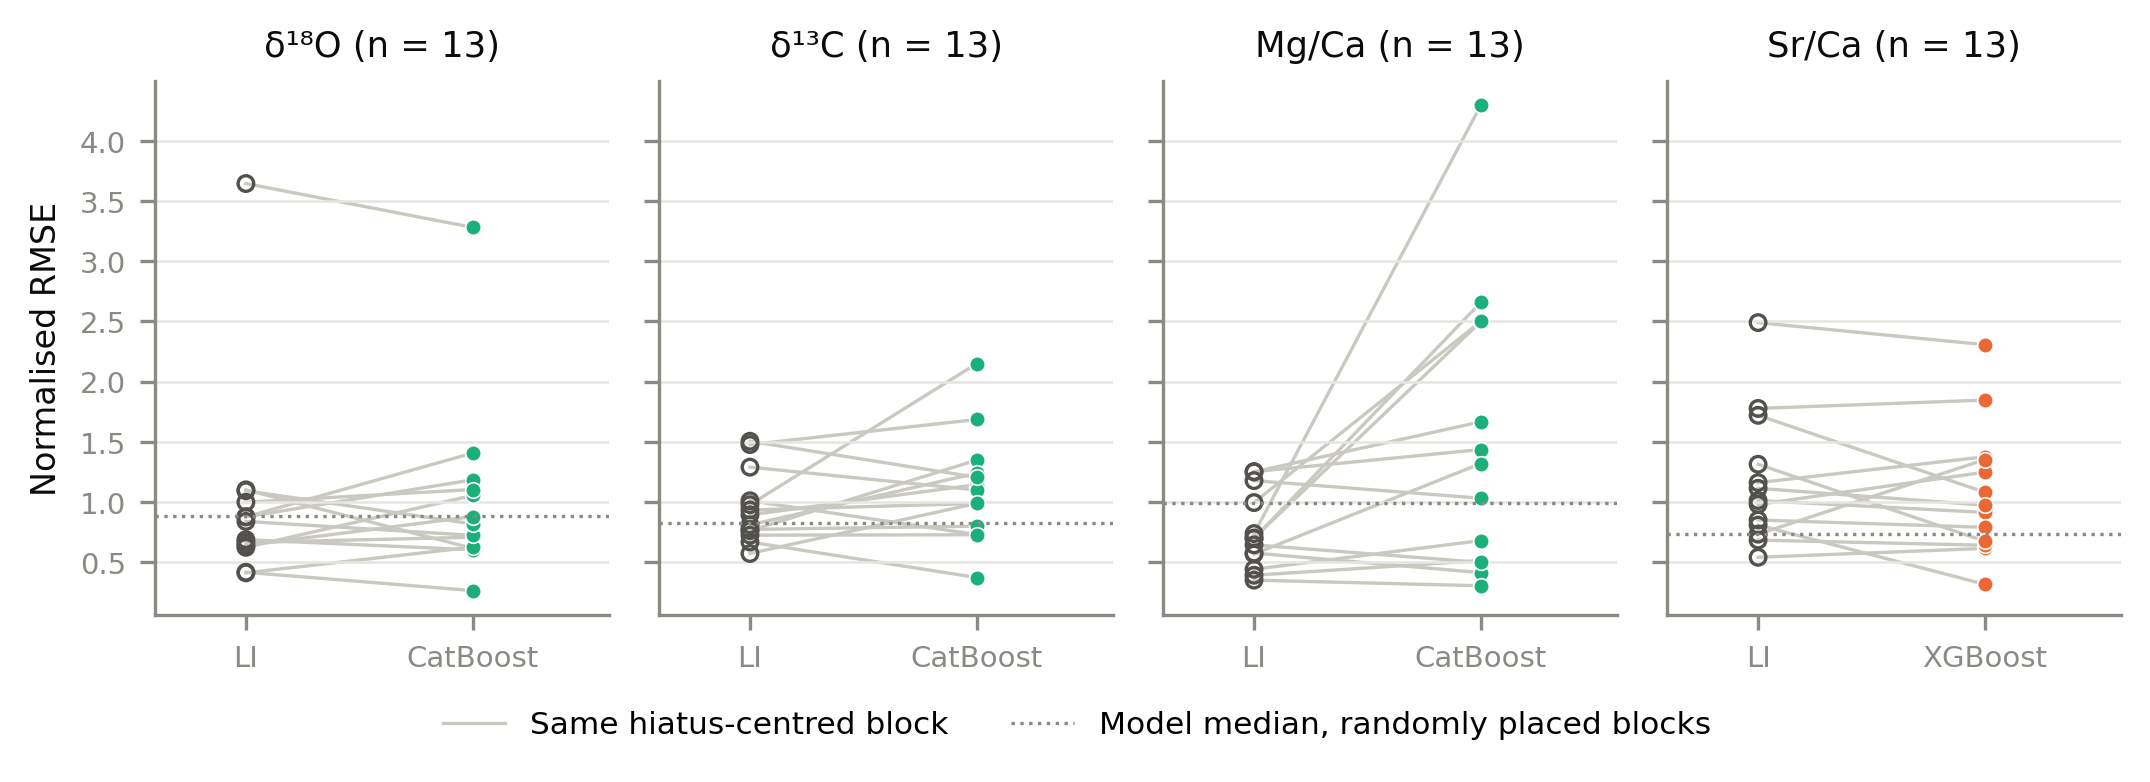 δ¹⁸O (n = 13)
δ¹³C (n = 13)
Mg/Ca (n = 13)
Sr/Ca (n = 13)
Normalised RMSE
4.0
3.5
3.0
2.5
2.0
1.5
1.0
0.5
LI
CatBoost
LI
CatBoost
LI
CatBoost
LI
XGBoost
Same hiatus-centred block
Model median, randomly placed blocks